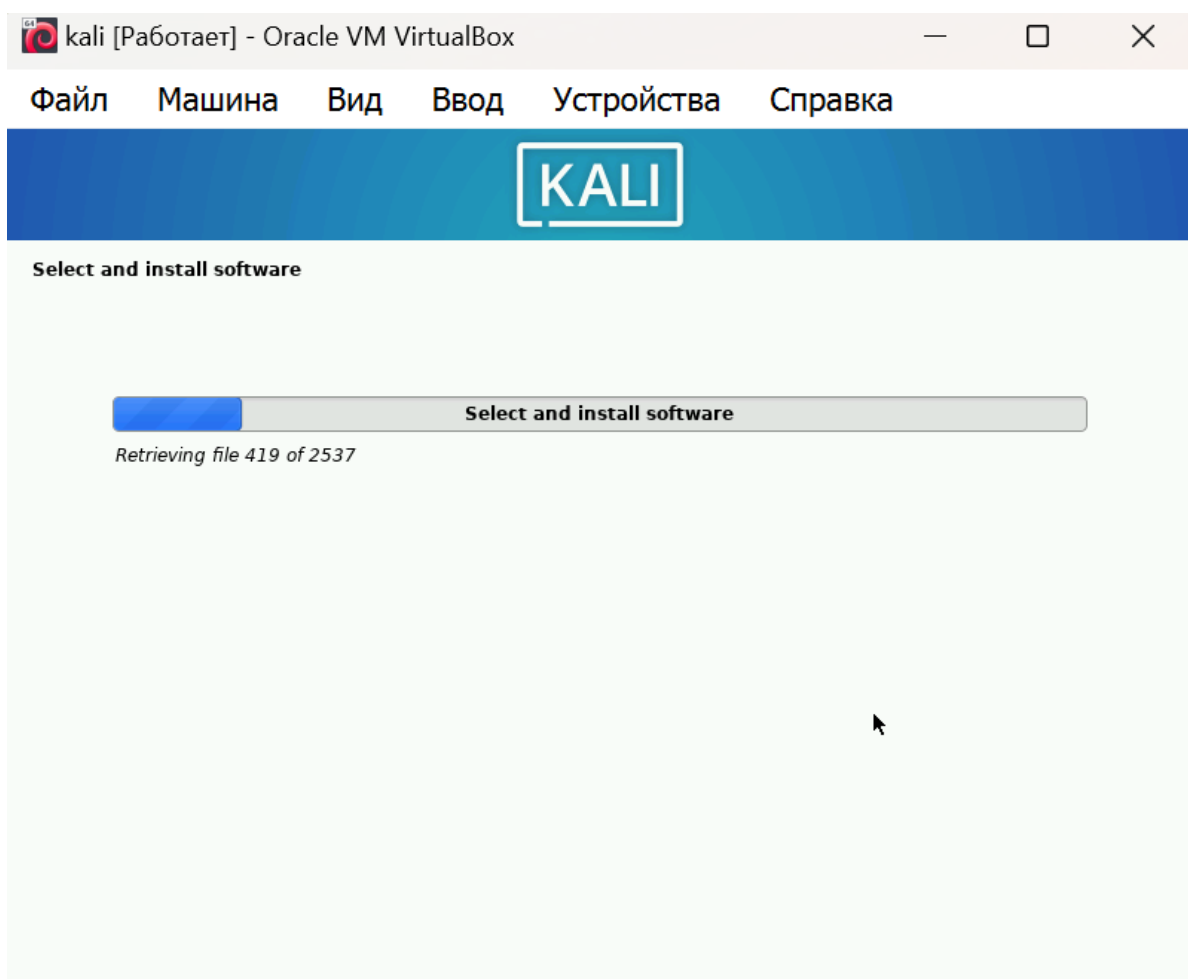 kali [Работает] - Oracle VM VirtualBox
Файл Машина Вид Ввод Устройства Справка
KALI
Select and install software
Select and install software
Retrieving file 419 of 2537